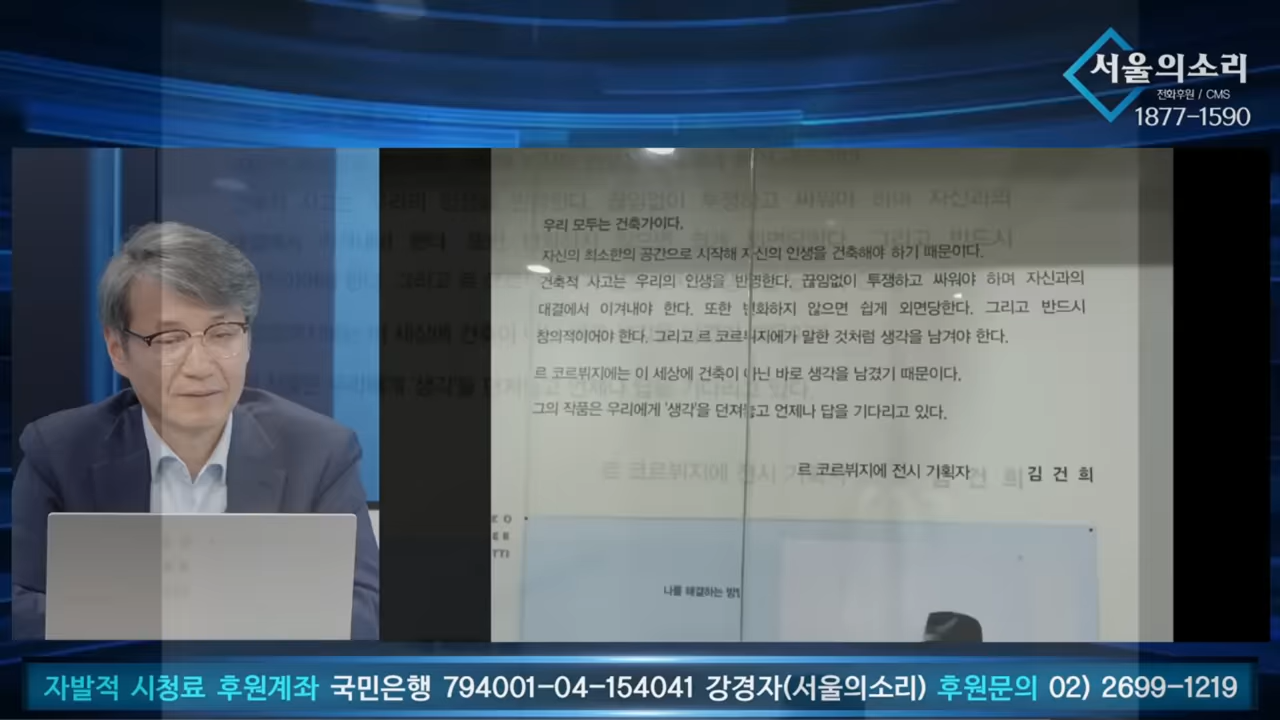 서울의소리
전화후원 / CMS
1877-1590
우리 모두는 건축가이다.
자신의 최소한의 공간으로 시작해 자신의 인생을 건축해야 하기 때문이다.
건축적 사고는 우리의 인생을 반영한다. 끊임없이 투쟁하고 싸워야 하며 자신과의
대결에서 이겨내야 한다. 또한 변화하지 않으면 쉽게 외면당한다. 그리고 반드시
창의적이어야 한다. 그리고 르 코르뷔지에가 말한 것처럼 생각을 남겨야 한다.
르 코르뷔지에는 이 세상에 건축이 아닌 바로 생각을 남겼기 때문이다.
그의 작품은 우리에게 '생각'을 던져놓고 언제나 답을 기다리고 있다.
르 코르뷔지에 전시 기획자 김 건 희
나를 해결하는 방
자발적 시청료 후원계좌 국민은행 794001-04-154041 강경자(서울의소리) 후원문의 02) 2699-1219